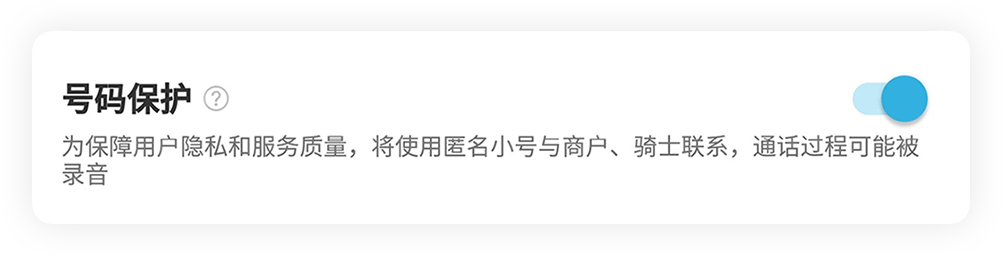 号码保护 ?
为保障用户隐私和服务质量，将使用匿名小号与商户、骑士联系，通话过程可能被
录音